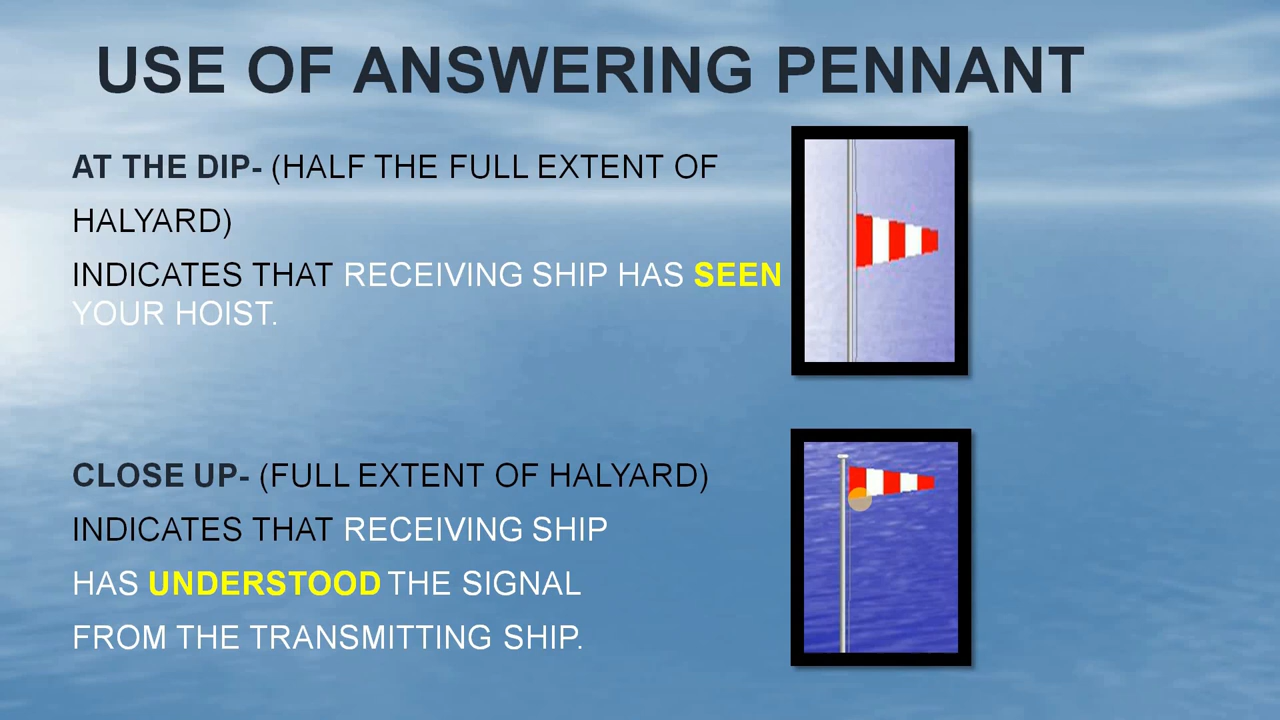 USE OF ANSWERING PENNANT
AT THE DIP- (HALF THE FULL EXTENT OF
HALYARD)
INDICATES THAT RECEIVING SHIP HAS SEEN
YOUR HOIST.
CLOSE UP- (FULL EXTENT OF HALYARD)
INDICATES THAT RECEIVING SHIP
HAS UNDERSTOOD THE SIGNAL
FROM THE TRANSMITTING SHIP.